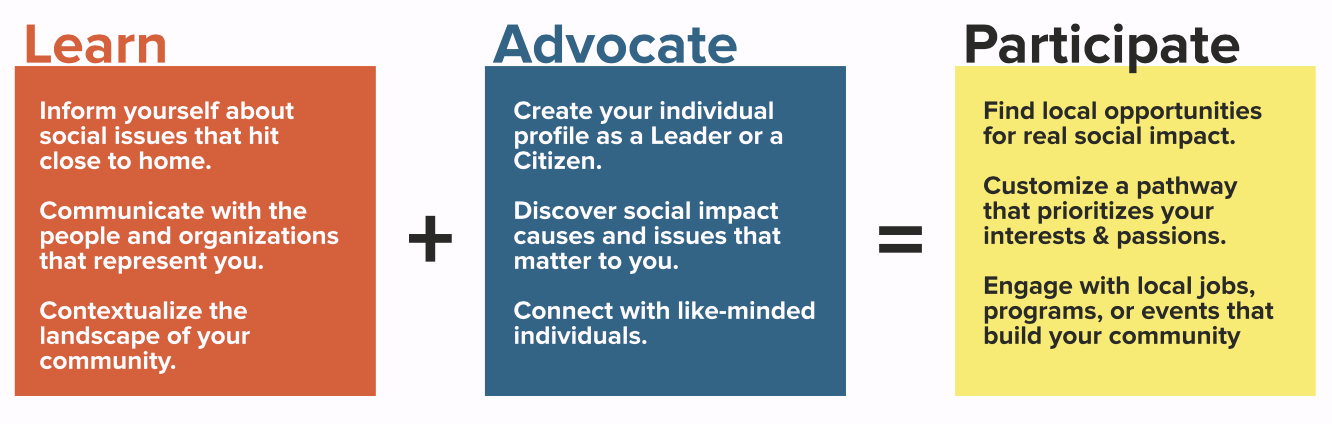 Learn
Inform yourself about
social issues that hit
close to home.
Communicate with the
people and organizations
that represent you.
Contextualize the
landscape of your
community.
+
Advocate
Create your individual
profile as a Leader or a
Citizen.
Discover social impact
causes and issues that
matter to you.
Connect with like-minded
individuals.
=
Participate
Find local opportunities
for real social impact.
Customize a pathway
that prioritizes your
interests & passions.
Engage with local jobs,
programs, or events that
build your community